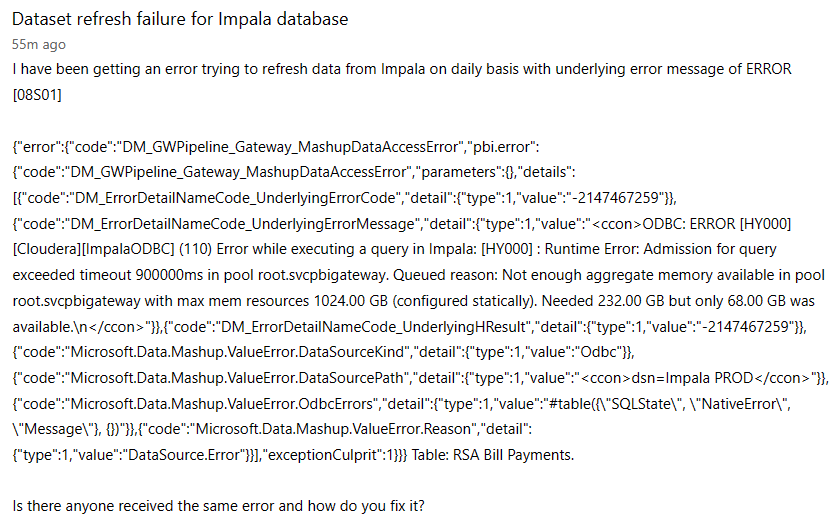 Dataset refresh failure for Impala database
55m ago
I have been getting an error trying to refresh data from Impala on daily basis with underlying error message of ERROR
[08S01]
{"error":{"code":"DM_GWPipeline_Gateway_MashupDataAccessError","pbi.error":
{"code":"DM_GWPipeline_Gateway_MashupDataAccessError","parameters":{},"details":
[{"code":"DM_ErrorDetailNameCode_UnderlyingErrorCode","detail":{"type":1,"value":"-2147467259"}},
{"code":"DM_ErrorDetailNameCode_UnderlyingErrorMessage","detail":{"type":1,"value":"<ccon>ODBC: ERROR [HY000]
[Cloudera][ImpalaODBC] (110) Error while executing a query in Impala: [HY000] : Runtime Error: Admission for query
exceeded timeout 900000ms in pool root.svcpbigateway. Queued reason: Not enough aggregate memory available in pool
root.svcpbigateway with max mem resources 1024.00 GB (configured statically). Needed 232.00 GB but only 68.00 GB was
available.\n</ccon>"}},{"code":"DM_ErrorDetailNameCode_UnderlyingHResult","detail":{"type":1,"value":"-2147467259"}},
{"code":"Microsoft.Data.Mashup.ValueError.DataSourceKind","detail":{"type":1,"value":"Odbc"}},
{"code":"Microsoft.Data.Mashup.ValueError.DataSourcePath","detail":{"type":1,"value":"<ccon>dsn=Impala PROD</ccon>"}},
{"code":"Microsoft.Data.Mashup.ValueError.OdbcErrors","detail":{"type":1,"value":"#table({\"SQLState\", \"NativeError\",
\"Message\"}, {})"}},{"code":"Microsoft.Data.Mashup.ValueError.Reason","detail":
{"type":1,"value":"DataSource.Error"}}],"exceptionCulprit":1}}} Table: RSA Bill Payments.
Is there anyone received the same error and how do you fix it?